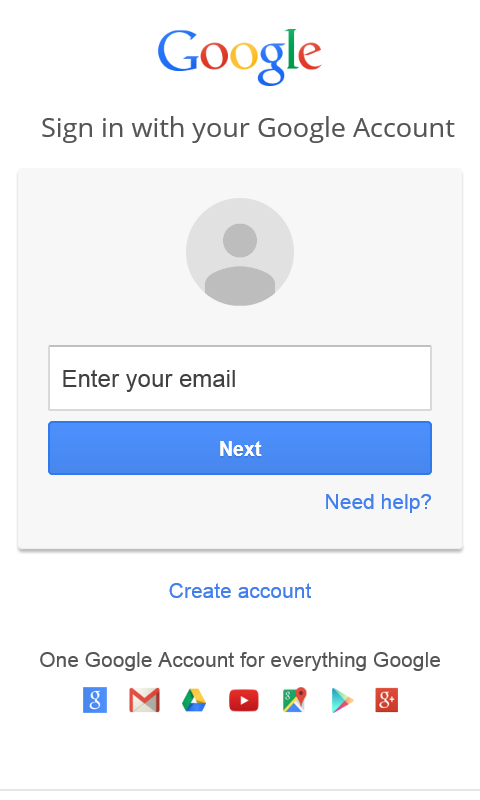 Google
Sign in with your Google Account
Enter your email
Next
Need help?
Create account
One Google Account for everything Google
g g+